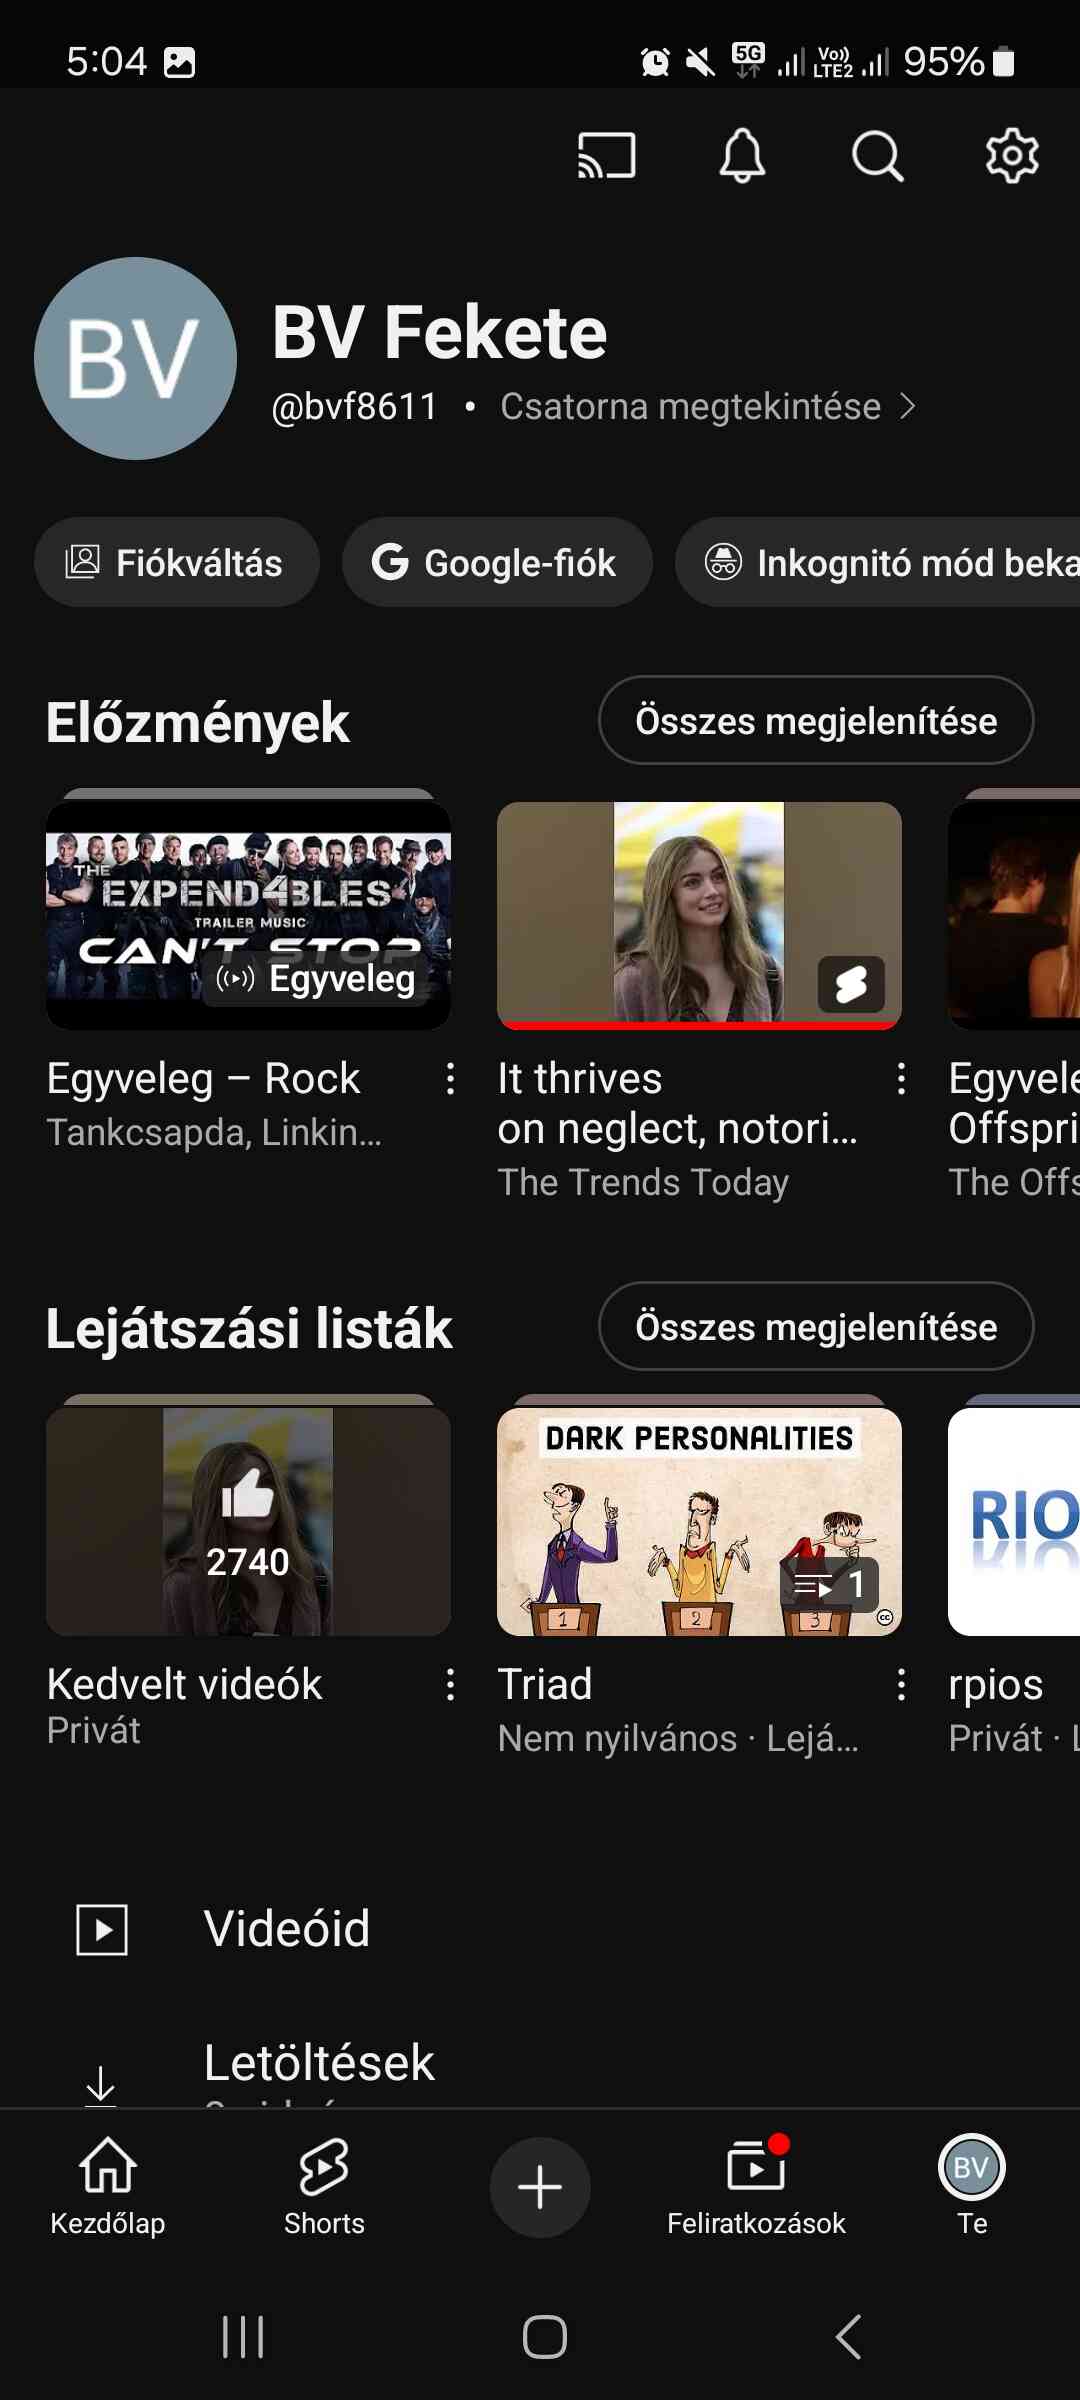 5:04
5G
Vo))
LTE2
95%
BV
BV Fekete
@bvf8611 • Csatorna megtekintése
Fiókváltás
Google-fiók
Inkognitó mód beka
Előzmények
Összes megjelenítése
THE
EXPEND4BLES
TRAILER MUSIC
CAN'T STOP
Egyveleg
Egyveleg – Rock
Tankcsapda, Linkin...
It thrives
on neglect, notori...
The Trends Today
Egyvele
Offspri
The Offs
Lejátszási listák
Összes megjelenítése
2740
Kedvelt videók
Privát
DARK PERSONALITIES
1
2
3
1
cc
Triad
Nem nyilvános · Lejá...
RIO
rpios
Privát · L
Videóid
Letöltések
Kezdőlap
Shorts
Feliratkozások
BV
Te